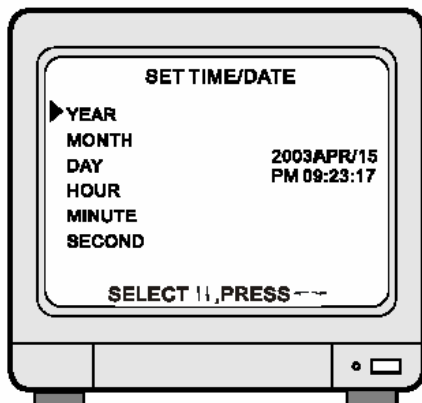 SET TIME/DATE
YEAR
MONTH
DAY
HOUR
MINUTE
SECOND
2003APR/15
PM 09:23:17
SELECT ,PRESS